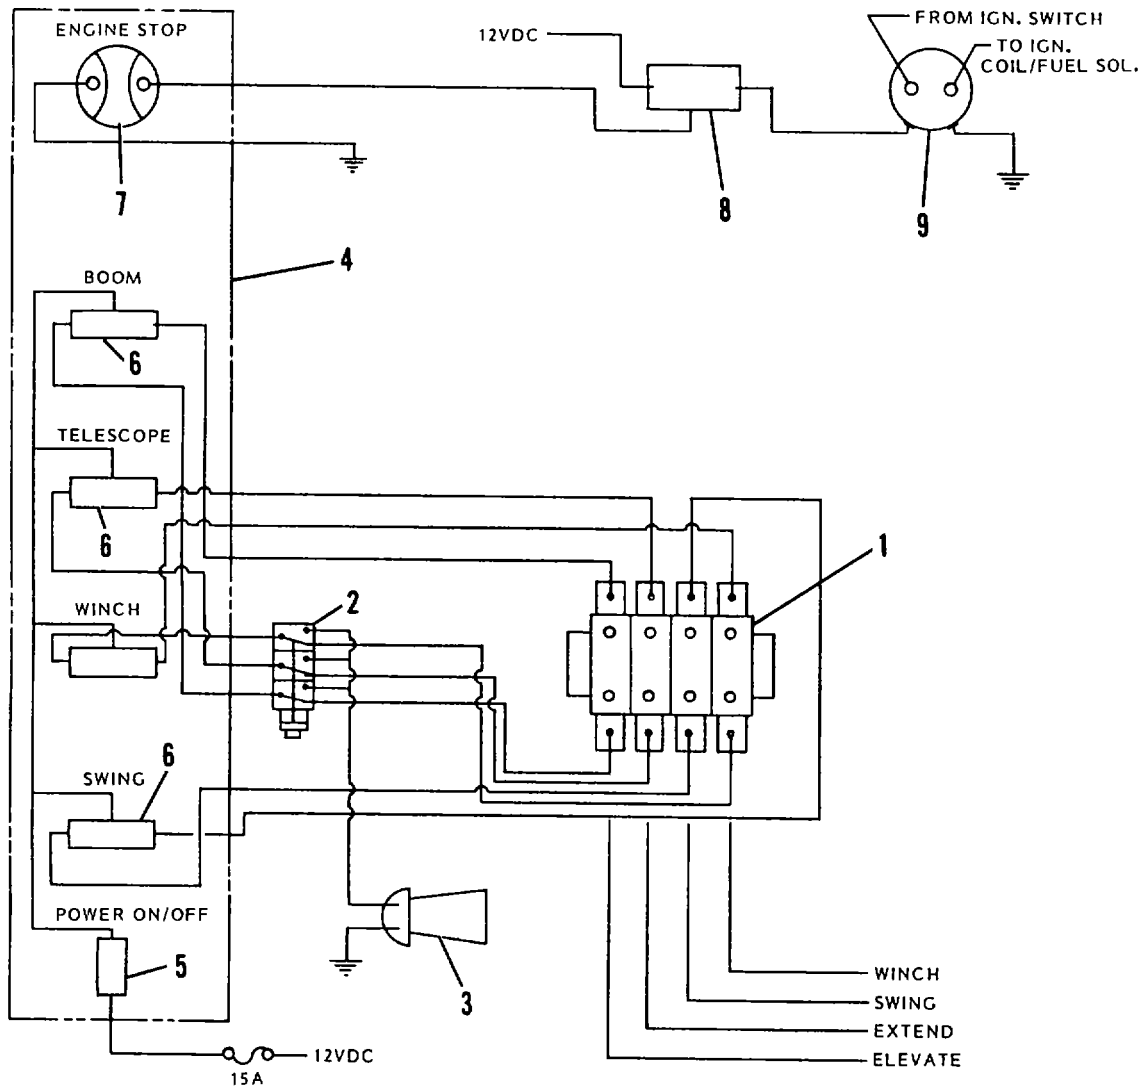 ENGINE STOP
12VDC
FROM IGN. SWITCH
TO IGN.
COIL/FUEL SOL.
7
8
9
4
BOOM
6
TELESCOPE
6
1
WINCH
2
SWING
6
POWER ON/OFF
5
3
WINCH
SWING
EXTEND
ELEVATE
12VDC
15A